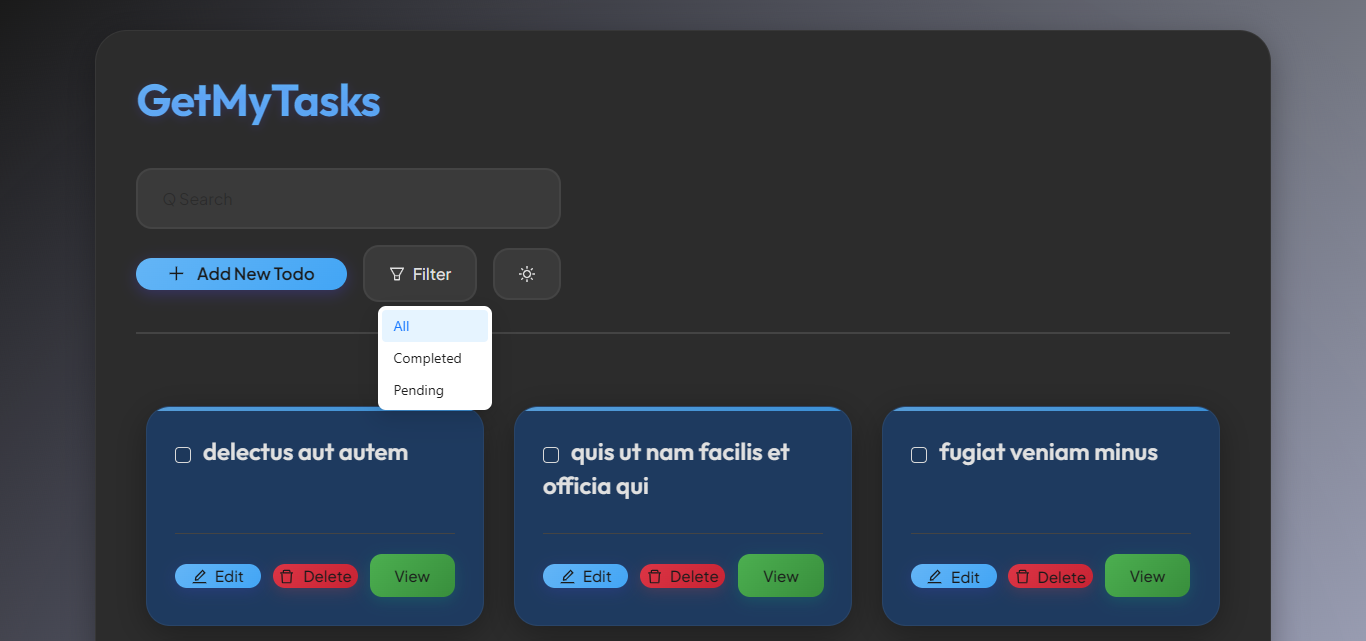 GetMyTasks
Search
Add New Todo
Filter
All
Completed
Pending
delectus aut autem
quis ut nam facilis et
officia qui
fugiat veniam minus
Edit Delete View
Edit Delete View
Edit Delete View